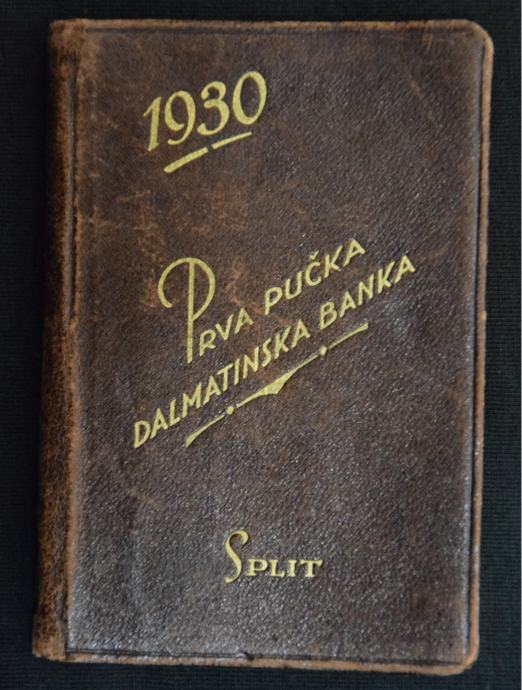 1930
PRVA PUČKA
DALMATINSKA BANKA
SPLIT